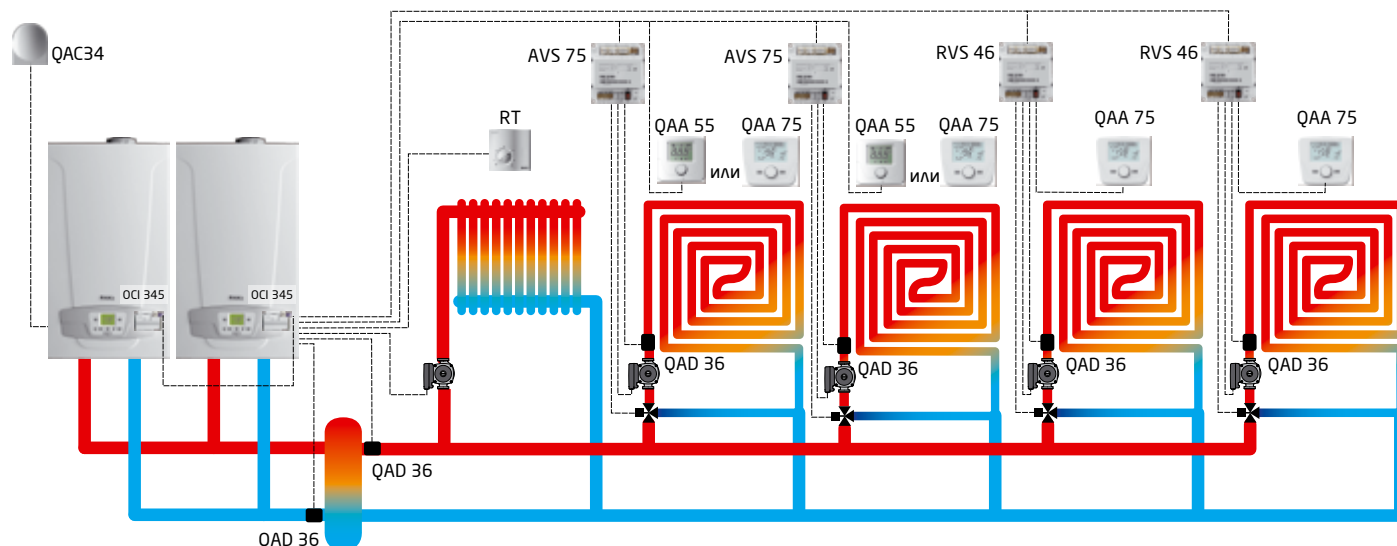 QAC34
AVS 75
AVS 75
RVS 46
RVS 46
RT
QAA 55
или
QAA 75
QAA 55
или
QAA 75
QAA 75
QAA 75
OCI 345
OCI 345
QAD 36
QAD 36
QAD 36
QAD 36
QAD 36
QAD 36